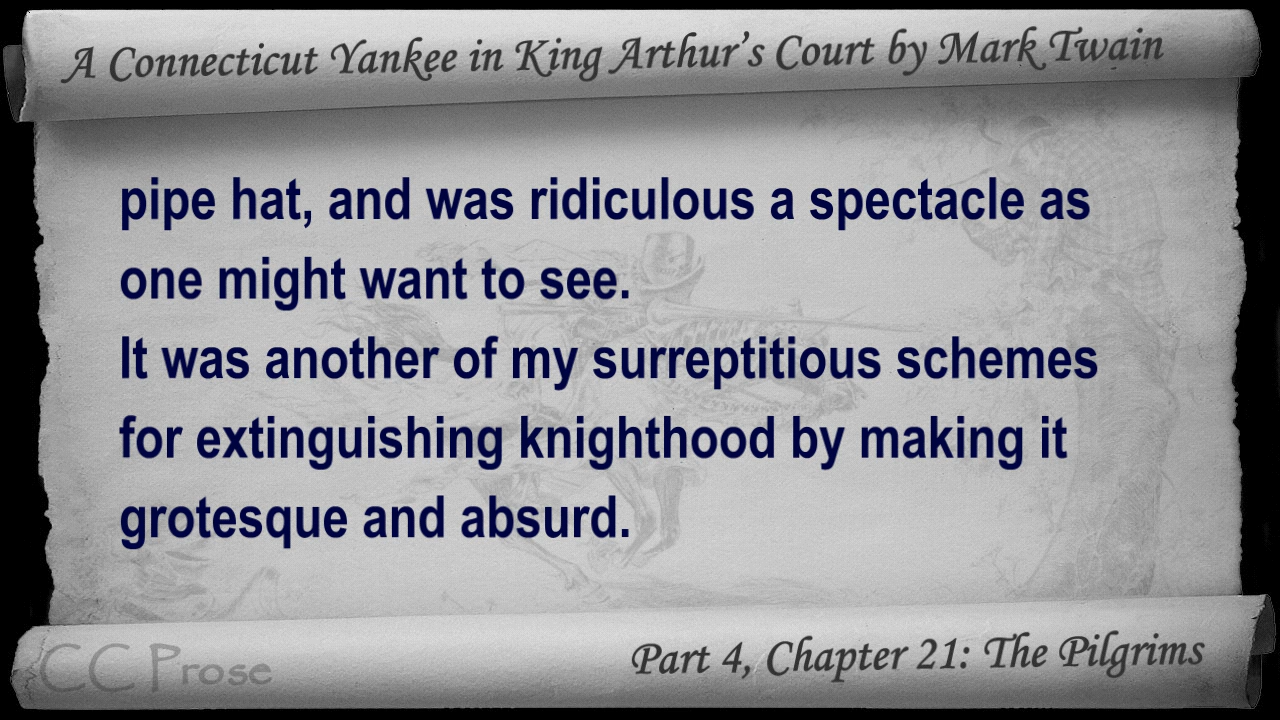 A Connecticut Yankee in King Arthur's Court by Mark Twain
pipe hat, and was ridiculous a spectacle as
one might want to see.
It was another of my surreptitious schemes
for extinguishing knighthood by making it
grotesque and absurd.
CC Prose
Part 4, Chapter 21: The Pilgrims